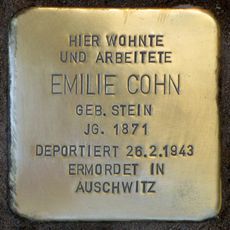 HIER WOHNTE
UND ARBEITETE
EMILIE COHN
GEB. STEIN
JG. 1871
DEPORTIERT 26.2.1943
ERMORDET IN
AUSCHWITZ